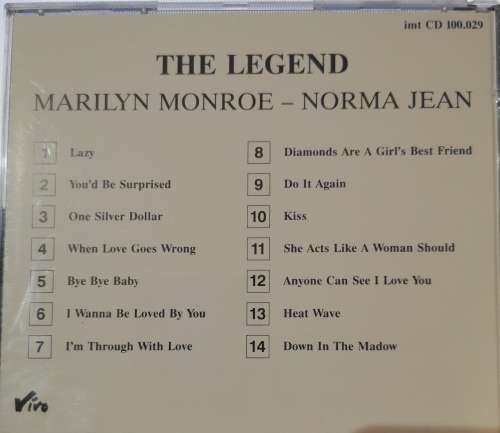 imt CD 100.029
THE LEGEND
MARILYN MONROE – NORMA JEAN
1 Lazy
2 You'd Be Surprised
3 One Silver Dollar
4 When Love Goes Wrong
5 Bye Bye Baby
6 I Wanna Be Loved By You
7 I'm Through With Love
8 Diamonds Are A Girl's Best Friend
9 Do It Again
10 Kiss
11 She Acts Like A Woman Should
12 Anyone Can See I Love You
13 Heat Wave
14 Down In The Madow
Vivo